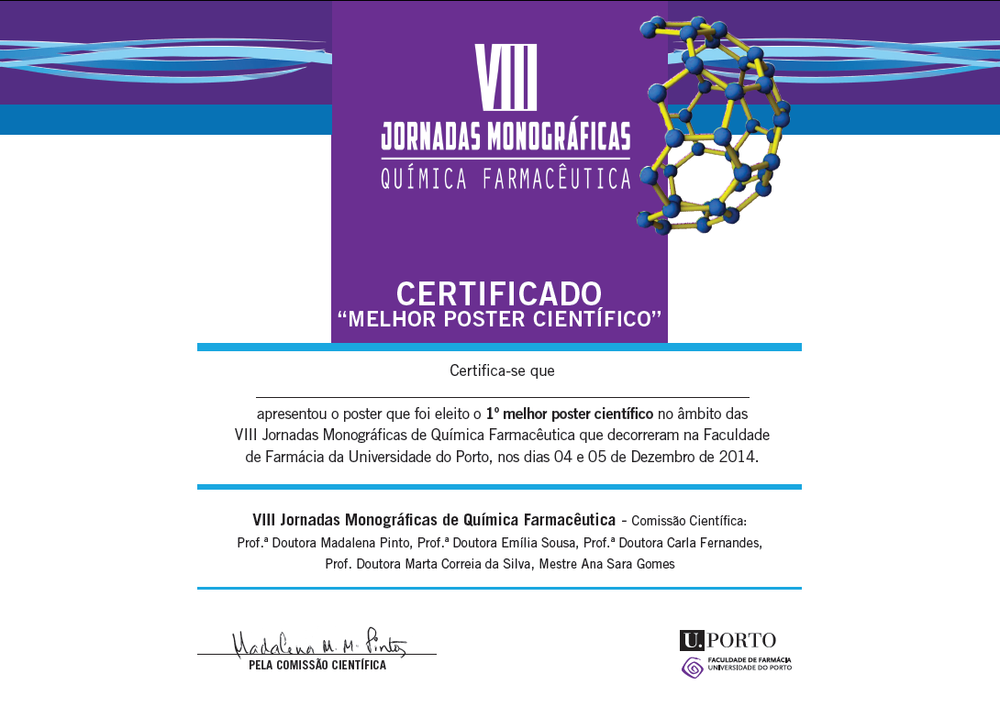 VIII
JORNADAS MONOGRÁFICAS
QUÍMICA FARMACÊUTICA
CERTIFICADO
“MELHOR POSTER CIENTÍFICO”
Certifica-se que
apresentou o poster que foi eleito o 1º melhor poster científico no âmbito das
VIII Jornadas Monográficas de Química Farmacêutica que decorreram na Faculdade
de Farmácia da Universidade do Porto, nos dias 04 e 05 de Dezembro de 2014.
VIII Jornadas Monográficas de Química Farmacêutica - Comissão Científica:
Prof.ª Doutora Madalena Pinto, Prof.ª Doutora Emília Sousa, Prof.ª Doutora Carla Fernandes,
Prof. Doutora Marta Correia da Silva, Mestre Ana Sara Gomes
Madalena M. M. Pinto
PELA COMISSÃO CIENTÍFICA
U. PORTO
FACULDADE DE FARMÁCIA
UNIVERSIDADE DO PORTO